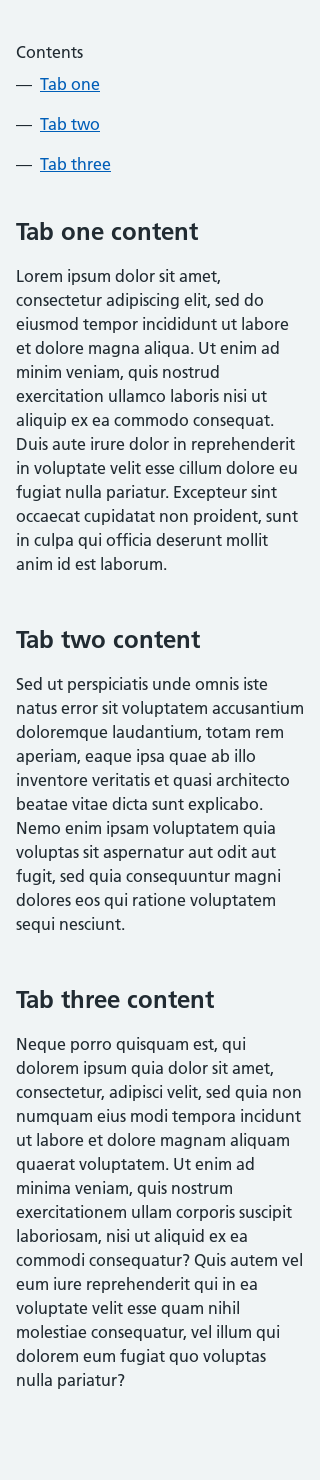 Contents
— Tab one
— Tab two
— Tab three
Tab one content
Lorem ipsum dolor sit amet,
consectetur adipiscing elit, sed do
eiusmod tempor incididunt ut labore
et dolore magna aliqua. Ut enim ad
minim veniam, quis nostrud
exercitation ullamco laboris nisi ut
aliquip ex ea commodo consequat.
Duis aute irure dolor in reprehenderit
in voluptate velit esse cillum dolore eu
fugiat nulla pariatur. Excepteur sint
occaecat cupidatat non proident, sunt
in culpa qui officia deserunt mollit
anim id est laborum.
Tab two content
Sed ut perspiciatis unde omnis iste
natus error sit voluptatem accusantium
doloremque laudantium, totam rem
aperiam, eaque ipsa quae ab illo
inventore veritatis et quasi architecto
beatae vitae dicta sunt explicabo.
Nemo enim ipsam voluptatem quia
voluptas sit aspernatur aut odit aut
fugit, sed quia consequuntur magni
dolores eos qui ratione voluptatem
sequi nesciunt.
Tab three content
Neque porro quisquam est, qui
dolorem ipsum quia dolor sit amet,
consectetur, adipisci velit, sed quia non
numquam eius modi tempora incidunt
ut labore et dolore magnam aliquam
quaerat voluptatem. Ut enim ad
minima veniam, quis nostrum
exercitationem ullam corporis suscipit
laboriosam, nisi ut aliquid ex ea
commodi consequatur? Quis autem vel
eum iure reprehenderit qui in ea
voluptate velit esse quam nihil
molestiae consequatur, vel illum qui
dolorem eum fugiat quo voluptas
nulla pariatur?